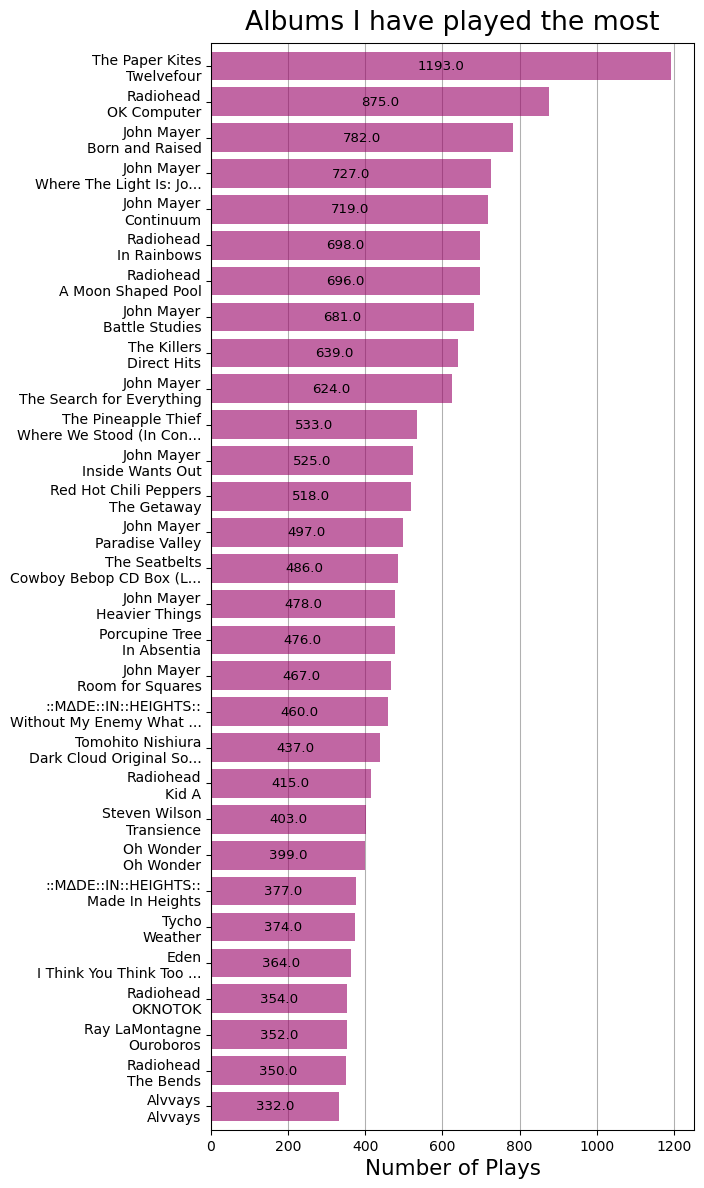 Albums I have played the most
The Paper Kites
Twelvefour
1193.0
Radiohead
OK Computer
875.0
John Mayer
Born and Raised
782.0
John Mayer
Where The Light Is: Jo...
727.0
John Mayer
Continuum
719.0
Radiohead
In Rainbows
698.0
Radiohead
A Moon Shaped Pool
696.0
John Mayer
Battle Studies
681.0
The Killers
Direct Hits
639.0
John Mayer
The Search for Everything
624.0
The Pineapple Thief
Where We Stood (In Con...
533.0
John Mayer
Inside Wants Out
525.0
Red Hot Chili Peppers
The Getaway
518.0
John Mayer
Paradise Valley
497.0
The Seatbelts
Cowboy Bebop CD Box (L...
486.0
John Mayer
Heavier Things
478.0
Porcupine Tree
In Absentia
476.0
John Mayer
Room for Squares
467.0
::M∆DE::IN::HEIGHTS::
Without My Enemy What ...
460.0
Tomohito Nishiura
Dark Cloud Original So...
437.0
Radiohead
Kid A
415.0
Steven Wilson
Transience
403.0
Oh Wonder
Oh Wonder
399.0
::M∆DE::IN::HEIGHTS::
Made In Heights
377.0
Tycho
Weather
374.0
Eden
I Think You Think Too ...
364.0
Radiohead
OKNOTOK
354.0
Ray LaMontagne
Ouroboros
352.0
Radiohead
The Bends
350.0
Alvvays
Alvvays
332.0
0 200 400 600 800 1000 1200
Number of Plays